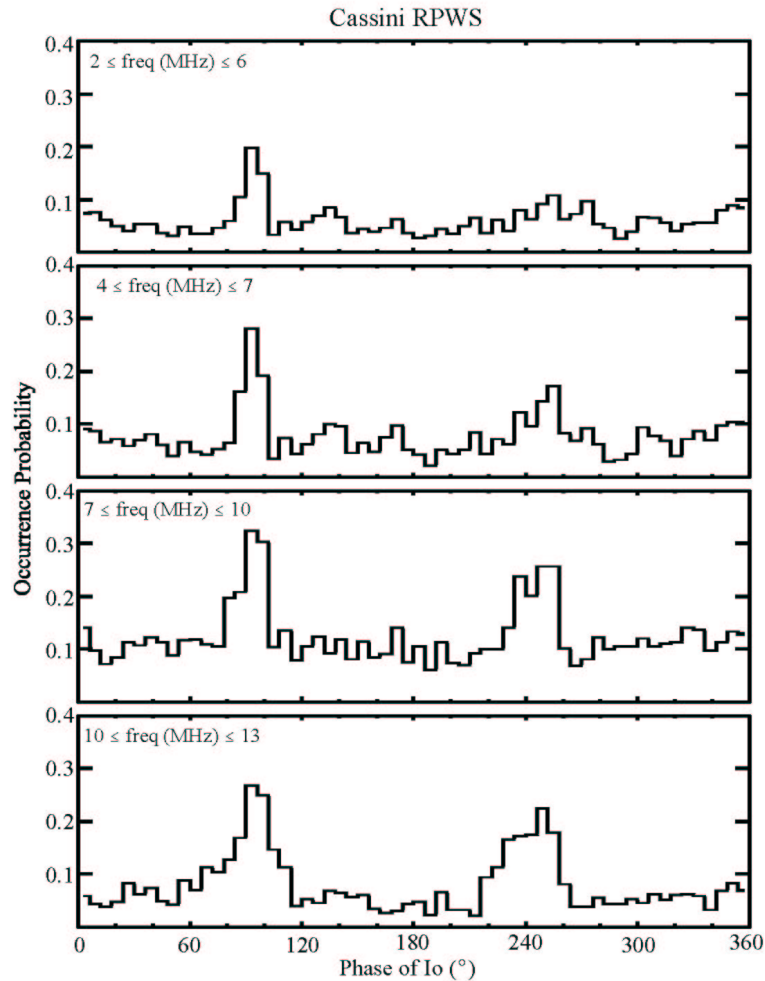 Cassini RPWS
0.4
2 ≤ freq (MHz) ≤ 6
0.3
0.2
0.1
0.4
4 ≤ freq (MHz) ≤ 7
0.3
0.2
0.1
Occurrence Probability
0.4
7 ≤ freq (MHz) ≤ 10
0.3
0.2
0.1
0.4
10 ≤ freq (MHz) ≤ 13
0.3
0.2
0.1
0 60 120 180 240 300 360
Phase of Io (°)